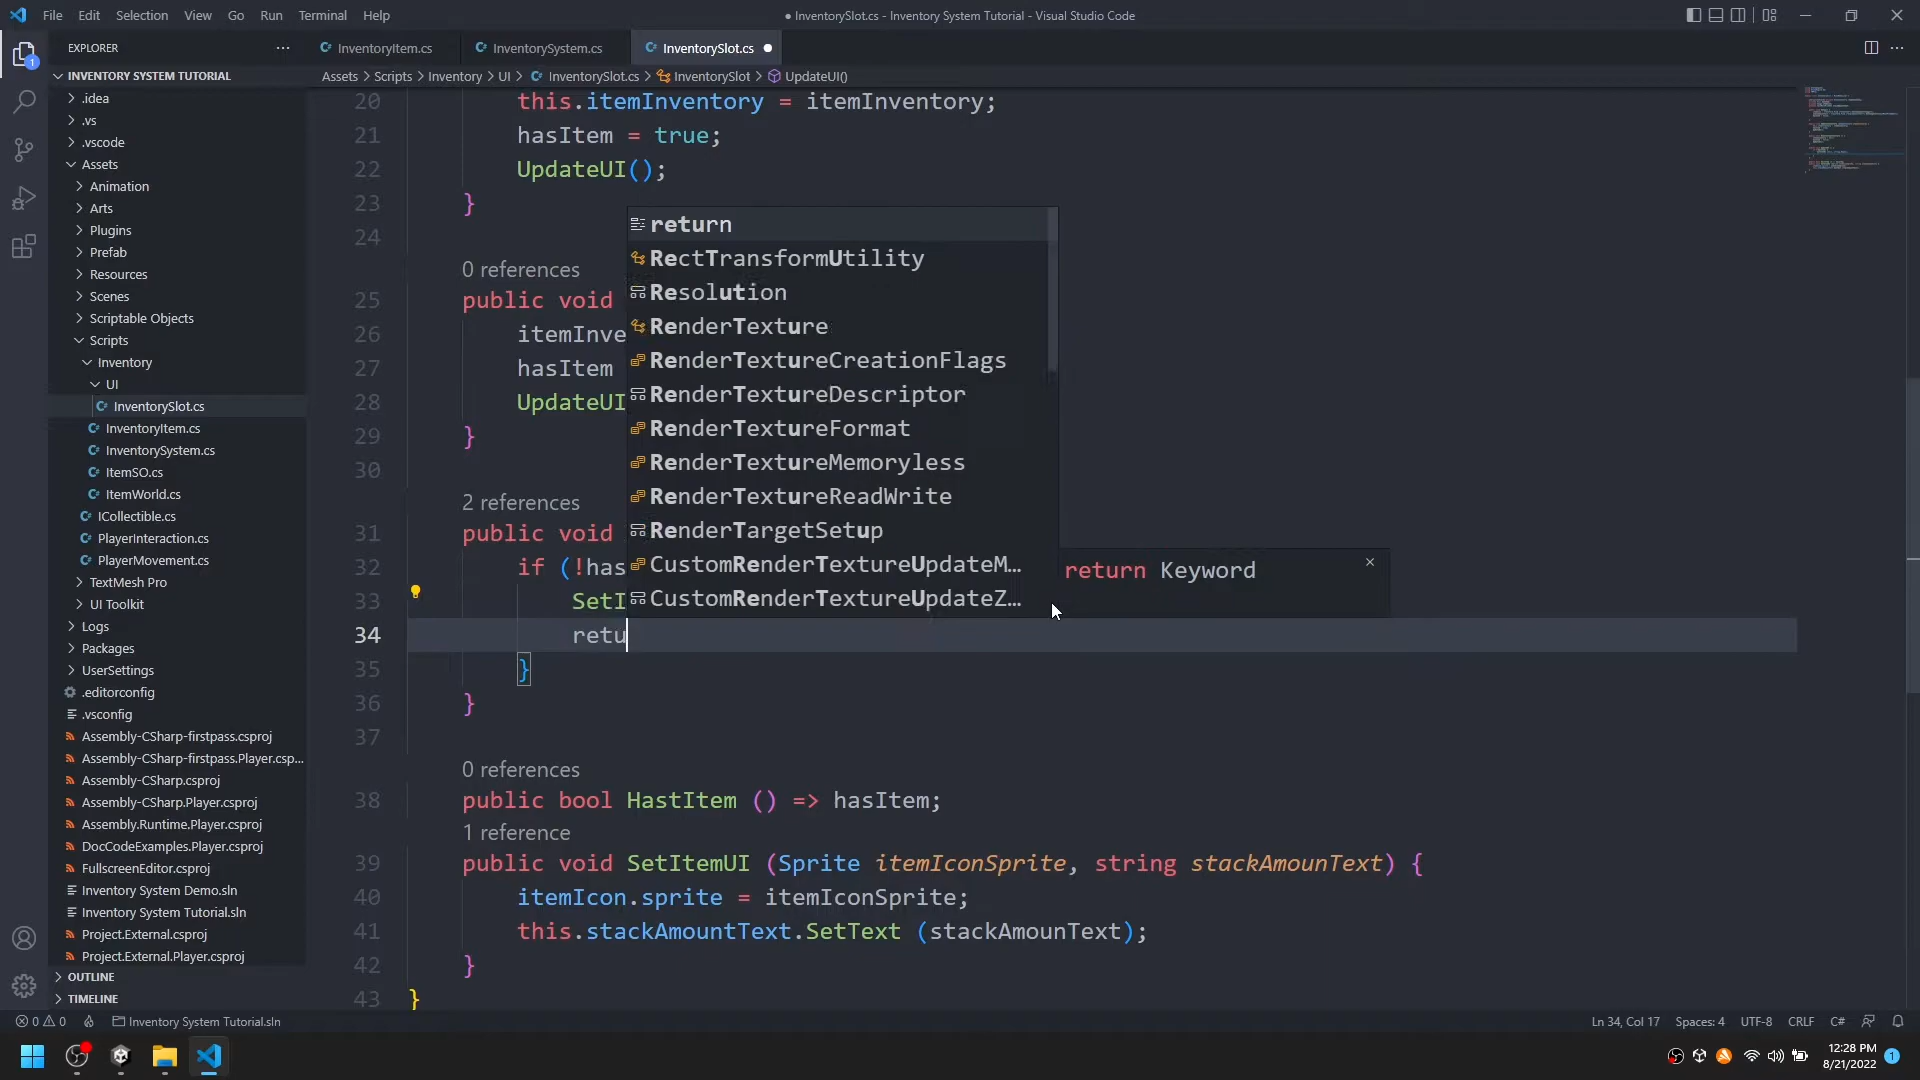 File Edit Selection View Go Run Terminal Help
● InventorySlot.cs - Inventory System Tutorial - Visual Studio Code
EXPLORER
InventoryItem.cs InventorySystem.cs InventorySlot.cs
INVENTORY SYSTEM TUTORIAL
Assets > Scripts > Inventory > UI > InventorySlot.cs > InventorySlot > UpdateUI()
.idea
.vs
.vscode
Assets
Animation
Arts
Plugins
Prefab
Resources
Scenes
Scriptable Objects
Scripts
Inventory
UI
InventorySlot.cs
InventoryItem.cs
InventorySystem.cs
ItemSO.cs
ItemWorld.cs
ICollectible.cs
PlayerInteraction.cs
PlayerMovement.cs
TextMesh Pro
UI Toolkit
Logs
Packages
UserSettings
.editorconfig
.vsconfig
Assembly-CSharp-firstpass.csproj
Assembly-CSharp-firstpass.Player.csp...
Assembly-CSharp.csproj
Assembly-CSharp.Player.csproj
Assembly.Runtime.Player.csproj
DocCodeExamples.Player.csproj
FullscreenEditor.csproj
Inventory System Demo.sln
Inventory System Tutorial.sln
Project.External.csproj
Project.External.Player.csproj
OUTLINE
TIMELINE
20 this.itemInventory = itemInventory;
21 hasItem = true;
22 UpdateUI();
23 }
24
0 references
25 public void
26 itemInve
27 hasItem
28 UpdateUI
29 }
30
2 references
31 public void
32 if (!has
33 SetI
34 retu
35 }
36 }
37
0 references
38 public bool HastItem () => hasItem;
1 reference
39 public void SetItemUI (Sprite itemIconSprite, string stackAmounText) {
40 itemIcon.sprite = itemIconSprite;
41 this.stackAmountText.SetText (stackAmounText);
42 }
43 }
return
RectTransformUtility
Resolution
RenderTexture
RenderTextureCreationFlags
RenderTextureDescriptor
RenderTextureFormat
RenderTextureMemoryless
RenderTextureReadWrite
RenderTargetSetup
CustomRenderTextureUpdateM...
CustomRenderTextureUpdateZ...
return Keyword
0 0 Inventory System Tutorial.sln
Ln 34, Col 17 Spaces: 4 UTF-8 CRLF C#
12:28 PM
8/21/2022
1
1